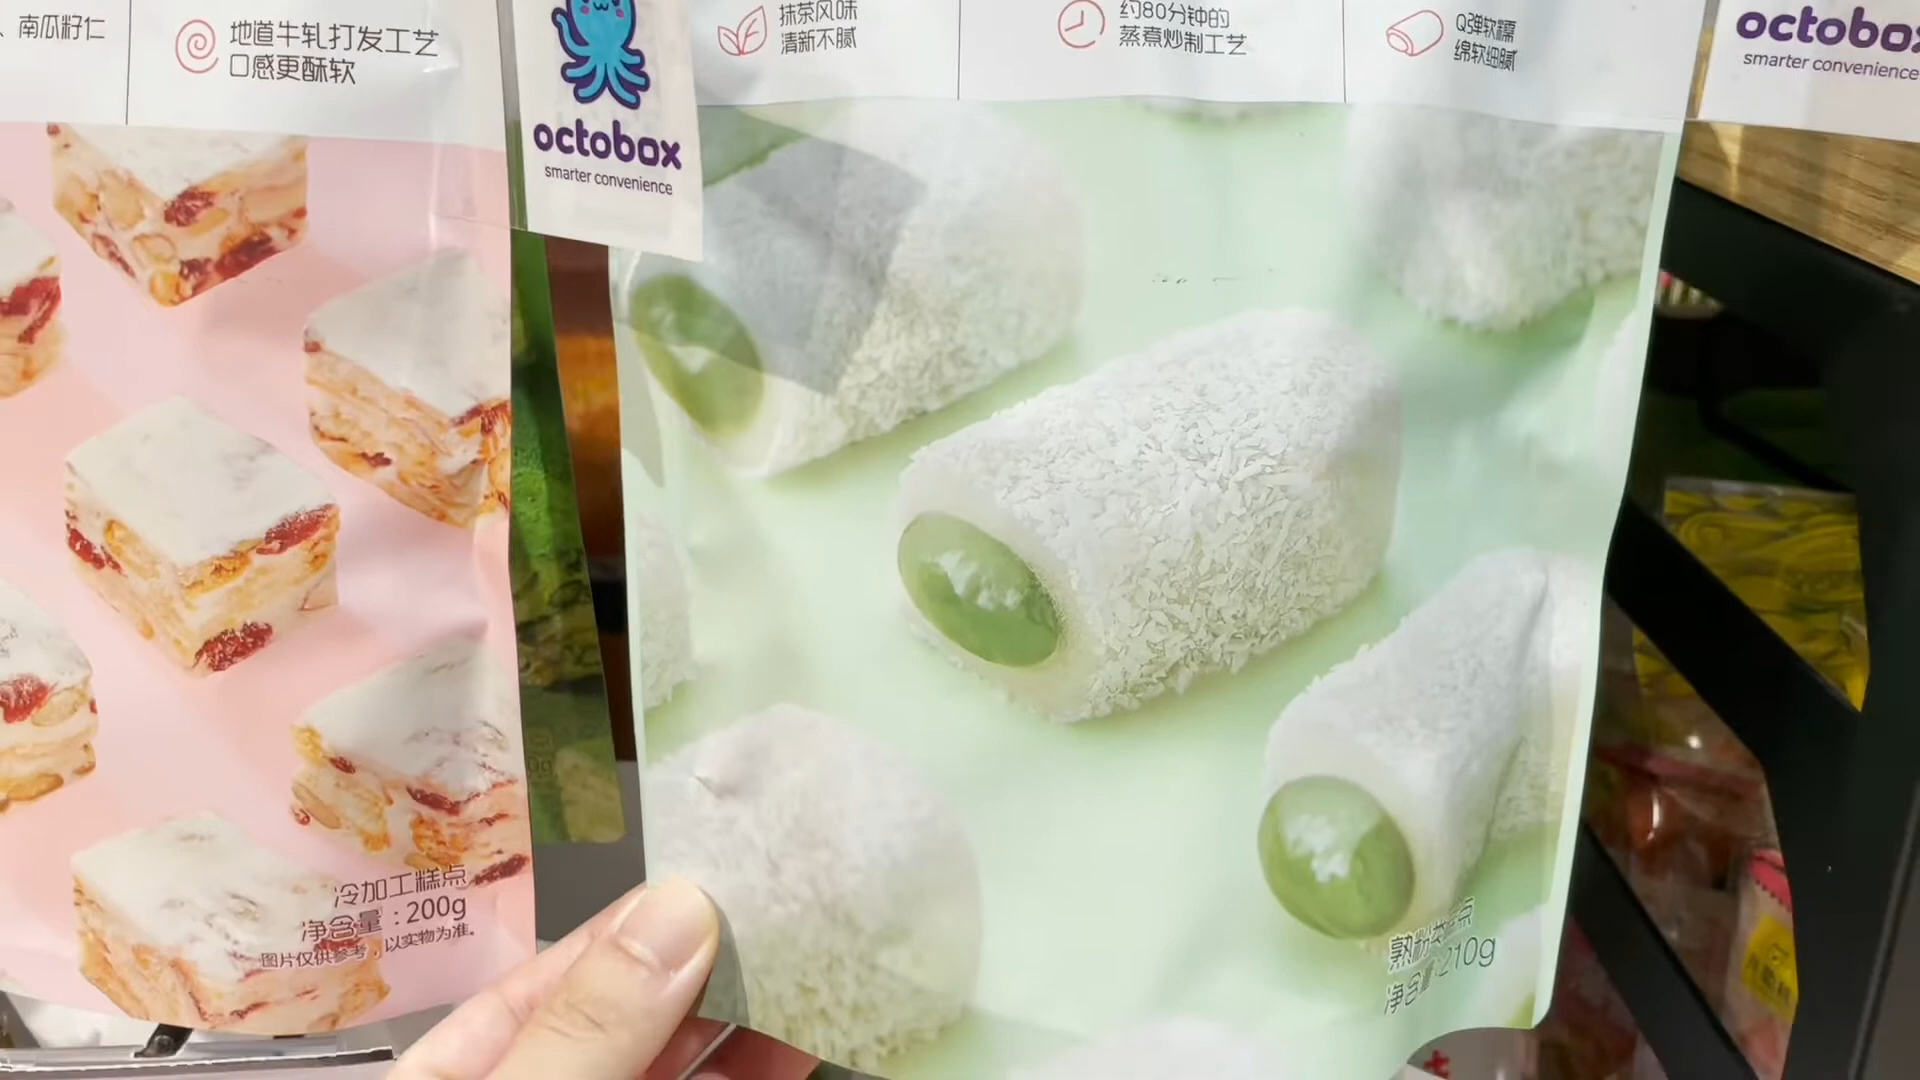 、南瓜籽仁
地道牛轧打发工艺
口感更酥软
octobox
smarter convenience
抹茶风味
清新不腻
约80分钟的
蒸煮炒制工艺
Q弹软糯
绵软细腻
octobox
smarter convenience
冷加工糕点
净含量:200g
图片仅供参考，以实物为准。
熟粉类糕点
净含量:210g